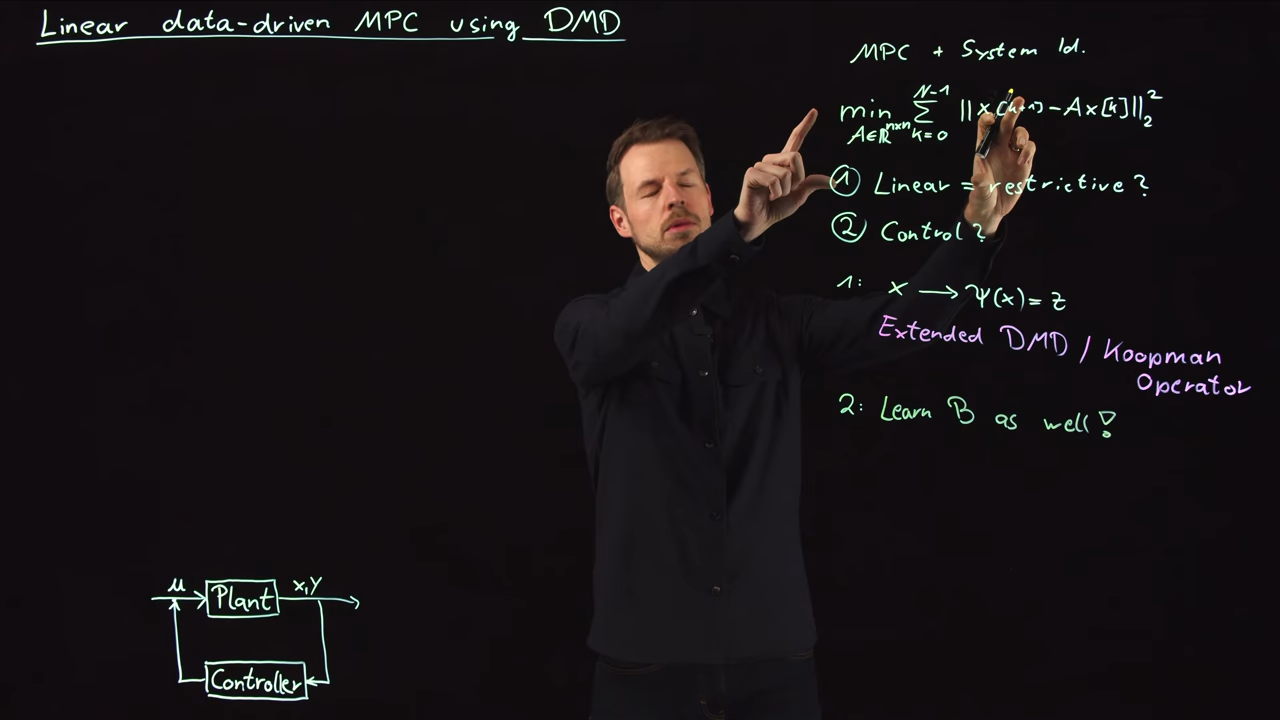 Linear data-driven MPC using DMD
MPC + System Id.
min Σ ||x[k+1] - Ax[k]||₂²
A∈ℝⁿˣⁿ k=0 N-1
① Linear = restrictive?
② Control?
1: x → Ψ(x) = z
Extended DMD / Koopman
Operator
2: Learn B as well!
u Plant x,y
Controller